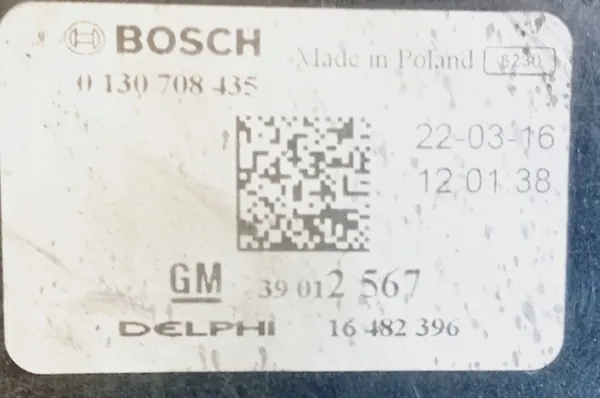 BOSCH Made in Poland 6230
0 130 708 435
22-03-16
12 01 38
GM 39 012 567
DELPHI 16 482 396